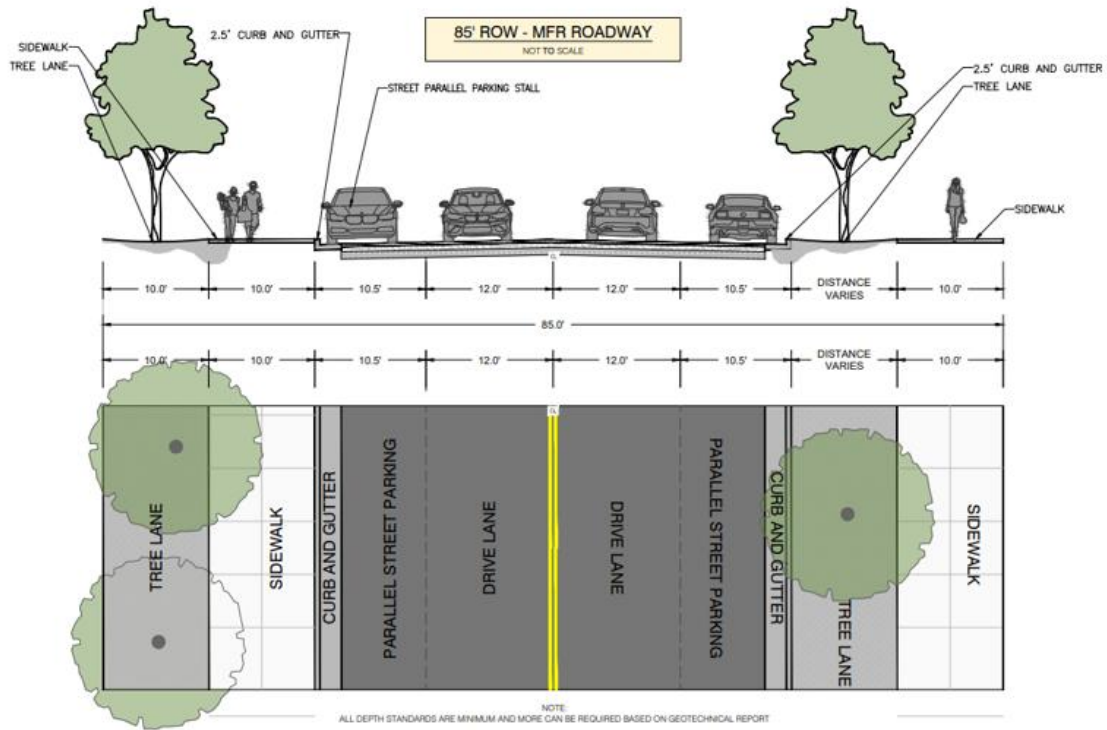 85' ROW - MFR ROADWAY
NOT TO SCALE
SIDEWALK
TREE LANE
2.5' CURB AND GUTTER
STREET PARALLEL PARKING STALL
2.5' CURB AND GUTTER
TREE LANE
SIDEWALK
10.0' 10.0' 10.5' 12.0' 12.0' 10.5' DISTANCE VARIES 10.0'
85.0'
10.0' 10.0' 10.5' 12.0' 12.0' 10.5' DISTANCE VARIES 10.0'
TREE LANE
SIDEWALK
CURB AND GUTTER
PARALLEL STREET PARKING
DRIVE LANE
DRIVE LANE
PARALLEL STREET PARKING
CURB AND GUTTER
TREE LANE
SIDEWALK
NOTE:
ALL DEPTH STANDARDS ARE MINIMUM AND MORE CAN BE REQUIRED BASED ON GEOTECHNICAL REPORT